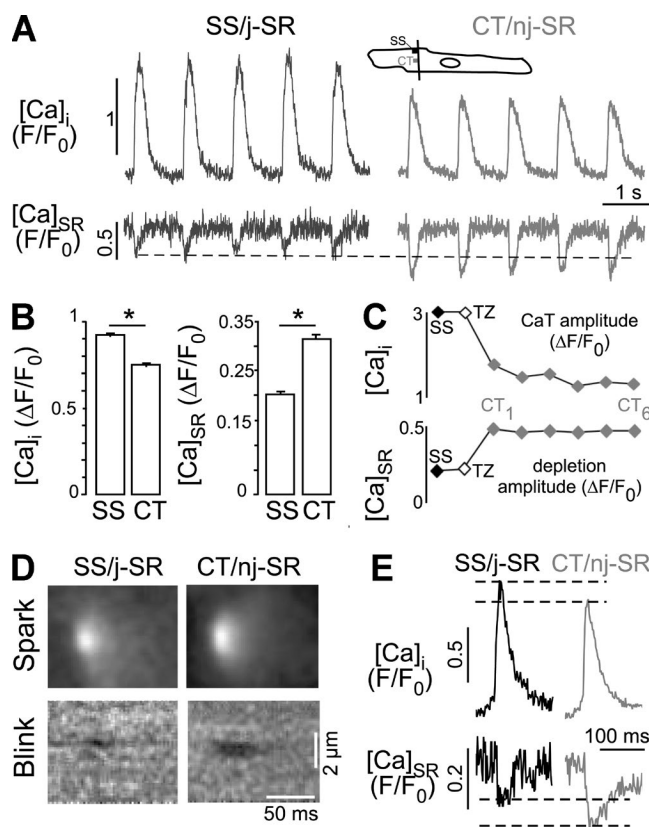 A
SS/j-SR
CT/nj-SR
SS
CT
[Ca]i
(F/F0)
1
1 s
[Ca]SR
(F/F0)
0.5
B
[Ca]i (ΔF/F0)
1
0.5
0
SS CT
*
[Ca]SR (ΔF/F0)
0.35
0.15
0
SS CT
*
C
[Ca]i
3
1
SS
TZ
CaT amplitude
(ΔF/F0)
CT1
CT6
[Ca]SR
0.5
0
SS
TZ
depletion
amplitude (ΔF/F0)
D
SS/j-SR
CT/nj-SR
Spark
Blink
2 μm
50 ms
E
SS/j-SR
CT/nj-SR
[Ca]i
(F/F0)
0.5
100 ms
[Ca]SR
(F/F0)
0.2